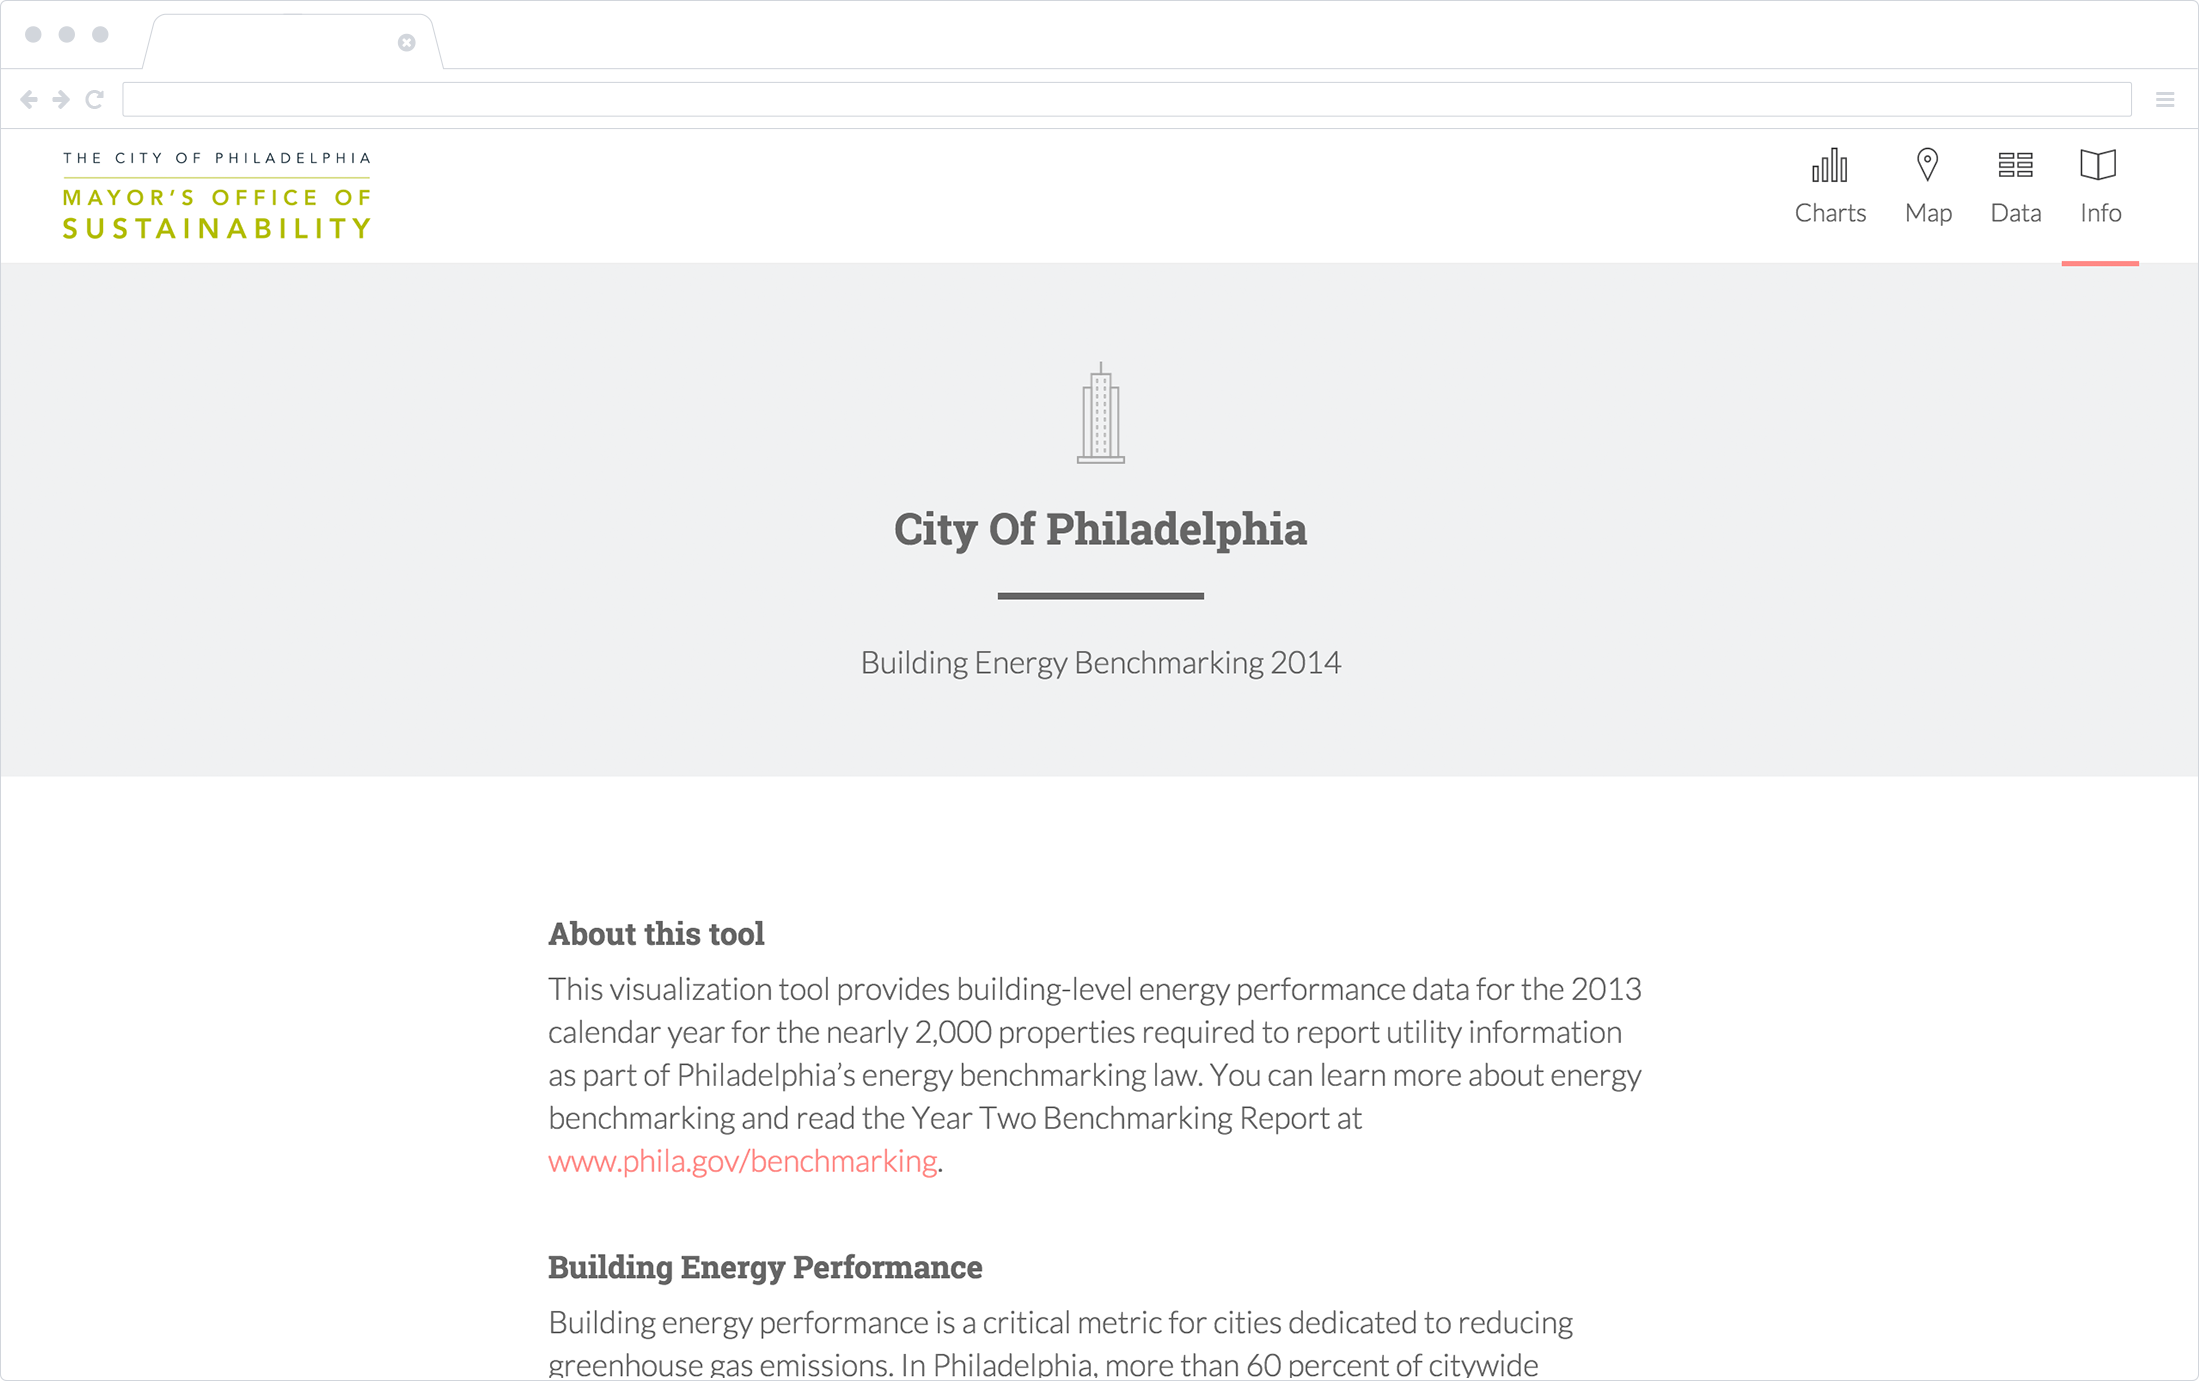 THE CITY OF PHILADELPHIA
MAYOR'S OFFICE OF
SUSTAINABILITY
Charts
Map
Data
Info
City Of Philadelphia
Building Energy Benchmarking 2014
About this tool
This visualization tool provides building-level energy performance data for the 2013
calendar year for the nearly 2,000 properties required to report utility information
as part of Philadelphia’s energy benchmarking law. You can learn more about energy
benchmarking and read the Year Two Benchmarking Report at
www.phila.gov/benchmarking.
Building Energy Performance
Building energy performance is a critical metric for cities dedicated to reducing
greenhouse gas emissions. In Philadelphia, more than 60 percent of citywide